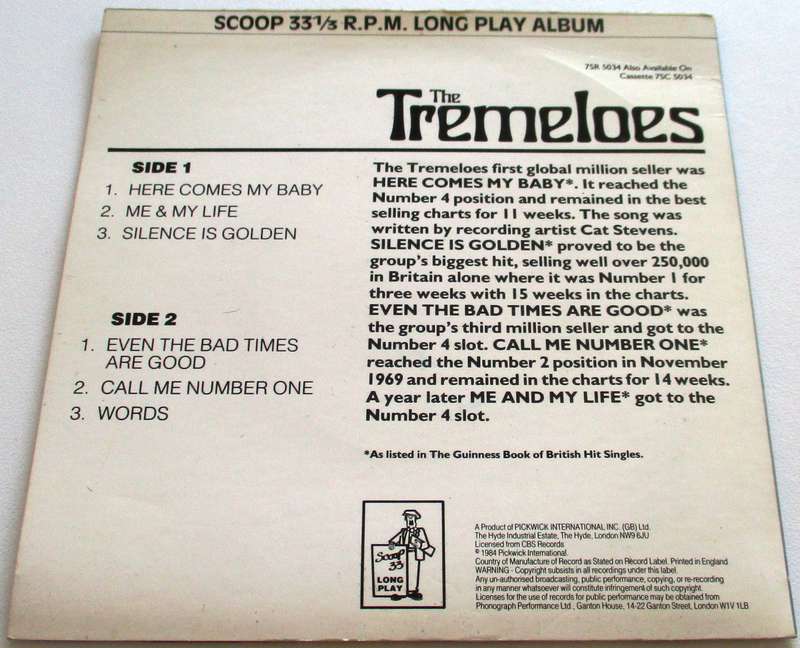 SCOOP 33⅓ R.P.M. LONG PLAY ALBUM
7SR 5034 Also Available On
Cassette 7SC 5034
The
Tremeloes
SIDE 1
1. HERE COMES MY BABY
2. ME & MY LIFE
3. SILENCE IS GOLDEN
SIDE 2
1. EVEN THE BAD TIMES
ARE GOOD
2. CALL ME NUMBER ONE
3. WORDS
The Tremeloes first global million seller was
HERE COMES MY BABY*. It reached the
Number 4 position and remained in the best
selling charts for 11 weeks. The song was
written by recording artist Cat Stevens.
SILENCE IS GOLDEN* proved to be the
group's biggest hit, selling well over 250,000
in Britain alone where it was Number 1 for
three weeks with 15 weeks in the charts.
EVEN THE BAD TIMES ARE GOOD* was
the group's third million seller and got to the
Number 4 slot. CALL ME NUMBER ONE*
reached the Number 2 position in November
1969 and remained in the charts for 14 weeks.
A year later ME AND MY LIFE* got to the
Number 4 slot.
*As listed in The Guinness Book of British Hit Singles.
Scoop
33
LONG
PLAY
A Product of PICKWICK INTERNATIONAL INC. (GB) Ltd.
The Hyde Industrial Estate, The Hyde, London NW9 6JU
Licensed from CBS Records
℗ 1984 Pickwick International.
Country of Manufacture of Record as Stated on Record Label. Printed in England
WARNING - Copyright subsists in all recordings under this label.
Any un-authorised broadcasting, public performance, copying, or re-recording
in any manner whatsoever will constitute infringement of such copyright.
Licenses for the use of records for public performance may be obtained from
Phonograph Performance Ltd., Ganton House, 14-22 Ganton Street, London W1V 1LB